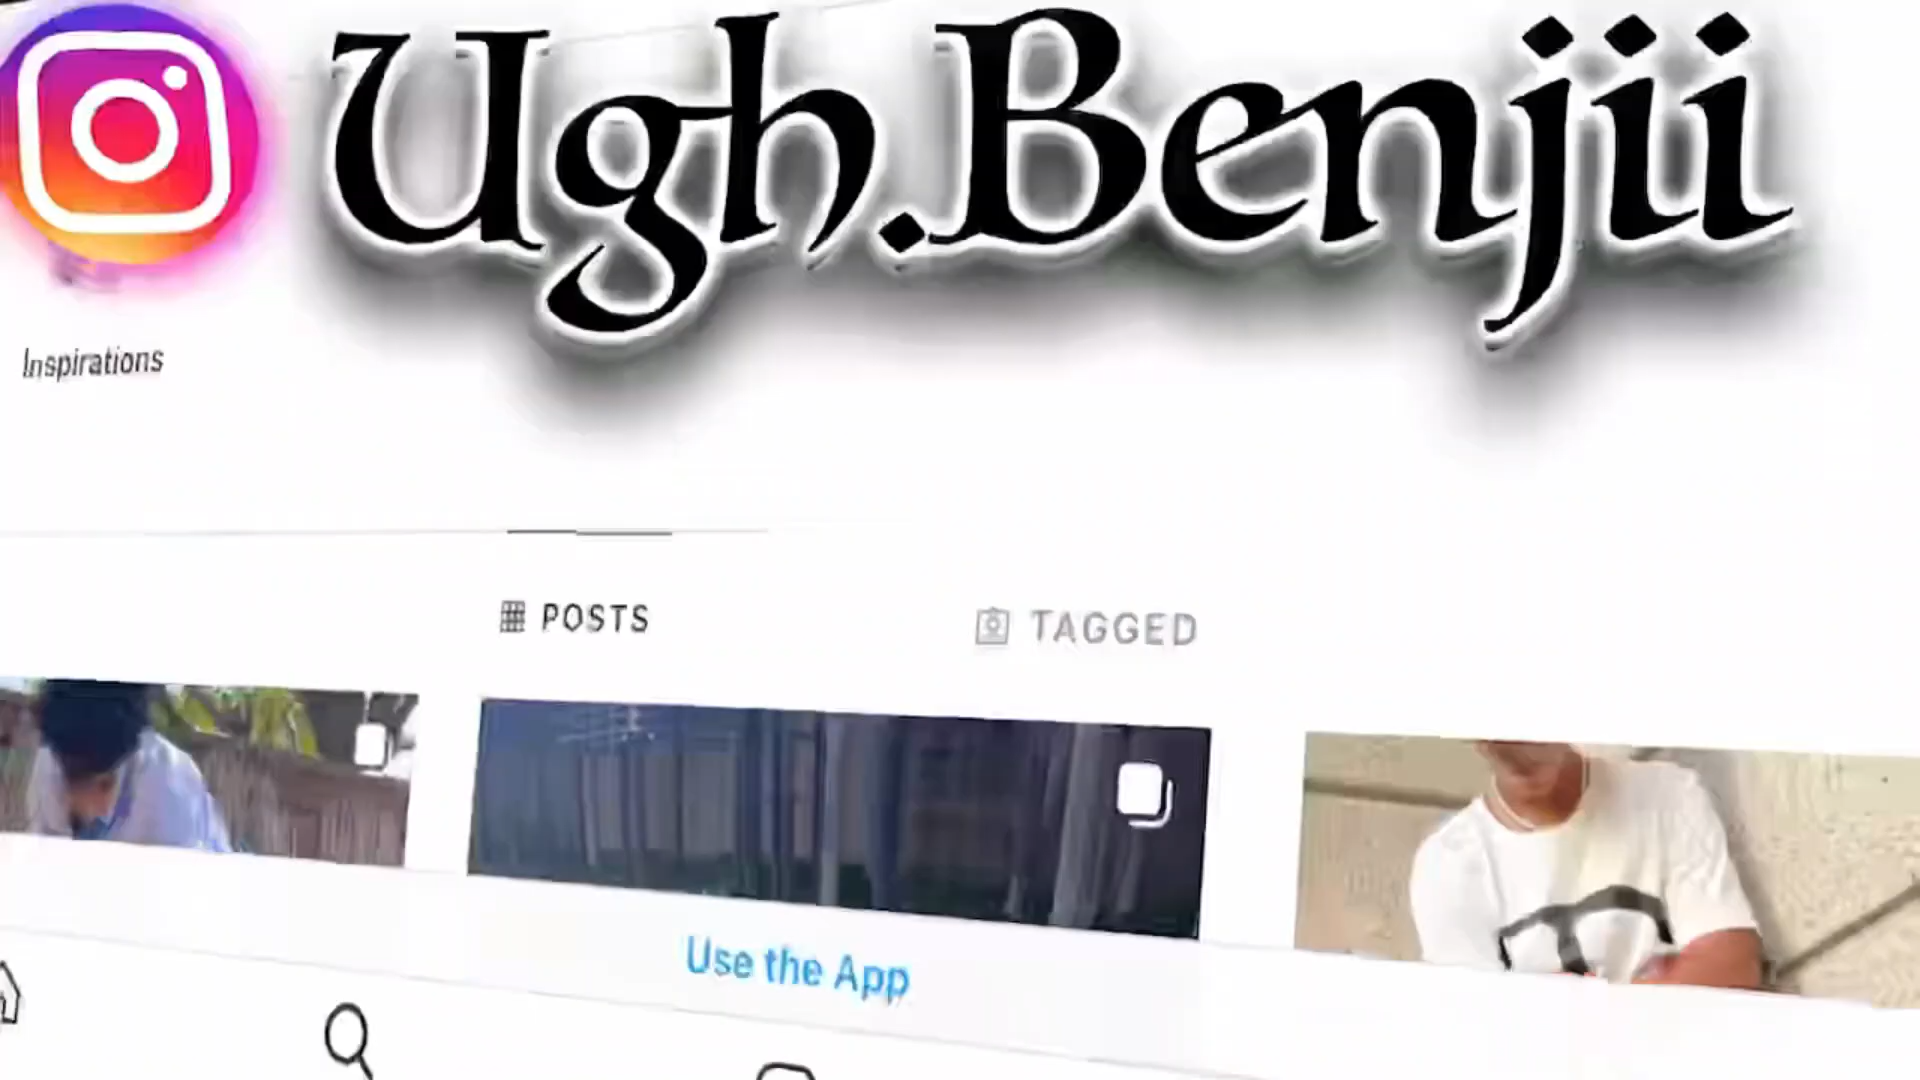 Ugh.Benjii
Inspirations
POSTS
TAGGED
Use the App